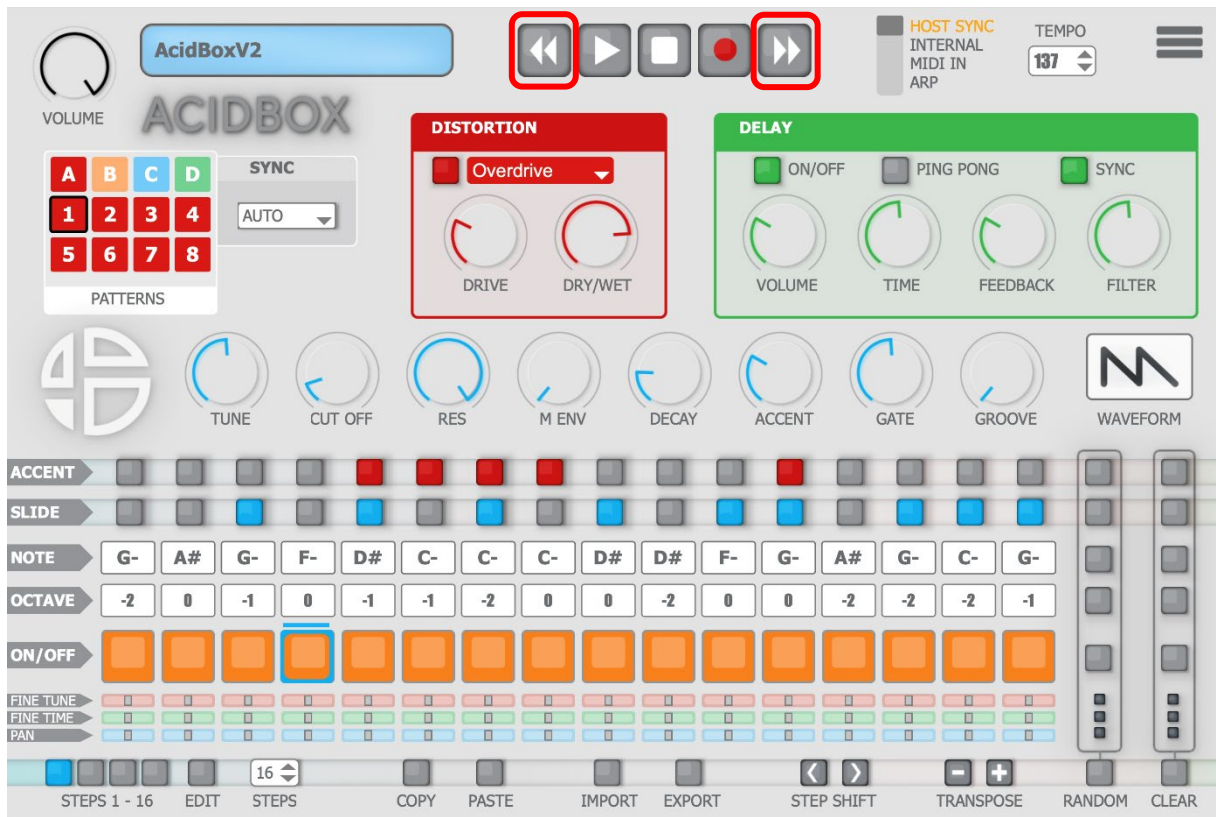 AcidBoxV2
HOST SYNC
INTERNAL
MIDI IN
ARP
TEMPO
137
VOLUME
ACIDBOX
A B C D
1 2 3 4
5 6 7 8
PATTERNS
SYNC
AUTO
DISTORTION
Overdrive
DRIVE DRY/WET
DELAY
ON/OFF PING PONG SYNC
VOLUME TIME FEEDBACK FILTER
TUNE CUT OFF RES M ENV DECAY ACCENT GATE GROOVE WAVEFORM
ACCENT
SLIDE
NOTE G- A# G- F- D# C- C- C- D# D# F- G- A# G- C- G-
OCTAVE -2 0 -1 0 -1 -1 -2 0 0 -2 0 0 -2 -2 -2 -1
ON/OFF
FINE TUNE
FINE TIME
PAN
16
STEPS 1 - 16 EDIT STEPS COPY PASTE IMPORT EXPORT STEP SHIFT TRANSPOSE RANDOM CLEAR